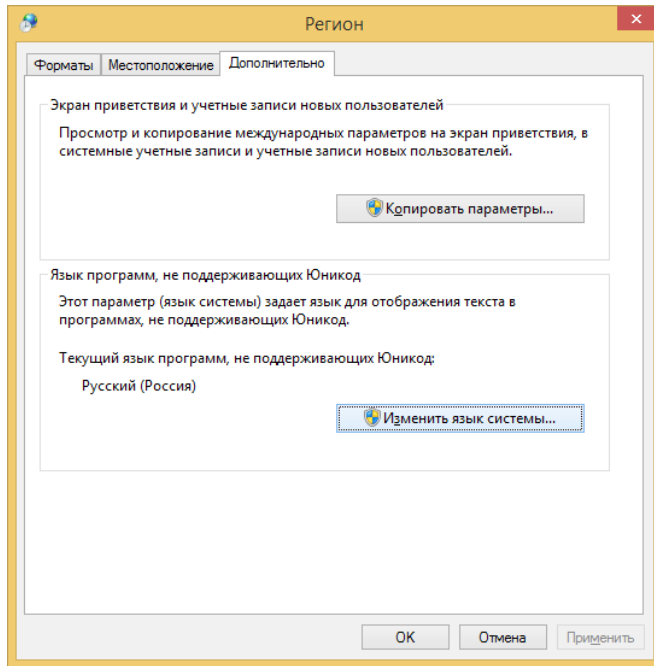 Регион
Форматы Местоположение Дополнительно
Экран приветствия и учетные записи новых пользователей
Просмотр и копирование международных параметров на экран приветствия, в
системные учетные записи и учетные записи новых пользователей.
Копировать параметры...
Язык программ, не поддерживающих Юникод
Этот параметр (язык системы) задает язык для отображения текста в
программах, не поддерживающих Юникод.
Текущий язык программ, не поддерживающих Юникод:
Русский (Россия)
Изменить язык системы...
OK Отмена Применить